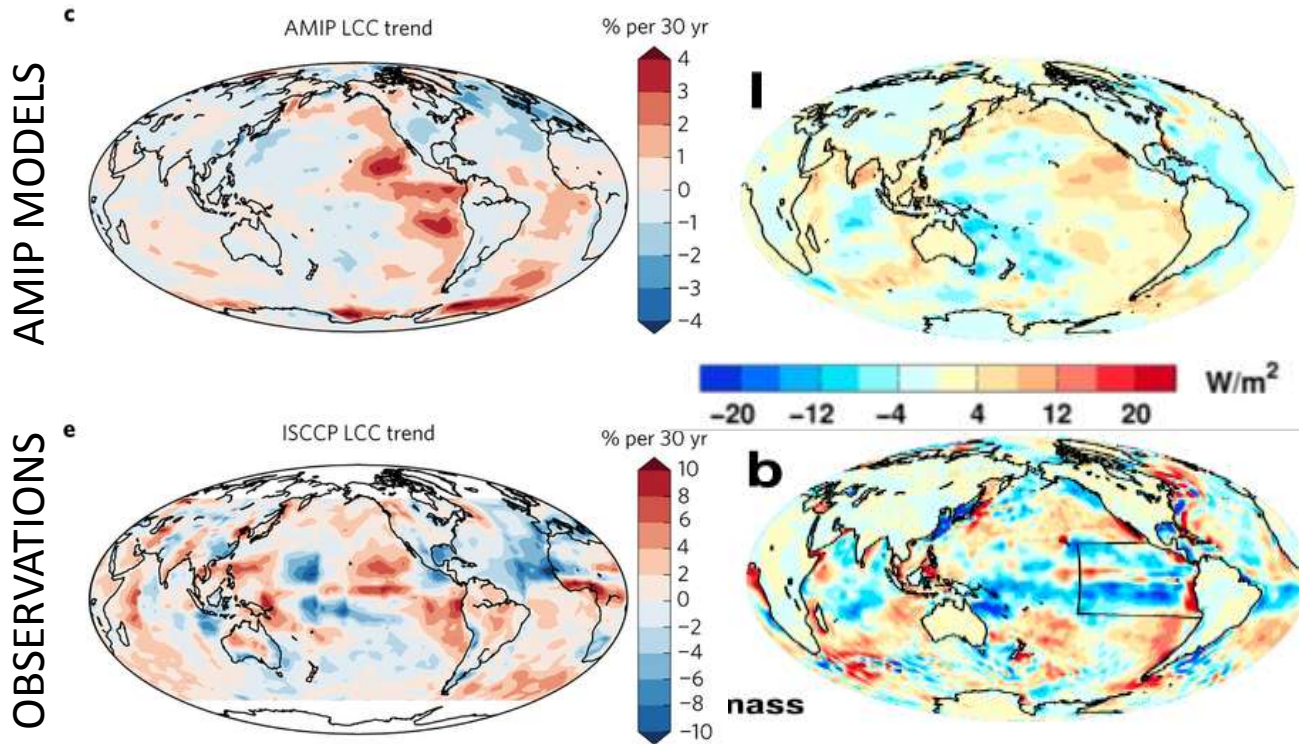 AMIP MODELS
c
AMIP LCC trend
% per 30 yr
4
3
2
1
0
−1
−2
−3
−4
l
W/m²
−20 −12 −4 4 12 20
OBSERVATIONS
e
ISCCP LCC trend
% per 30 yr
10
8
6
4
2
0
−2
−4
−6
−8
−10
b
mass